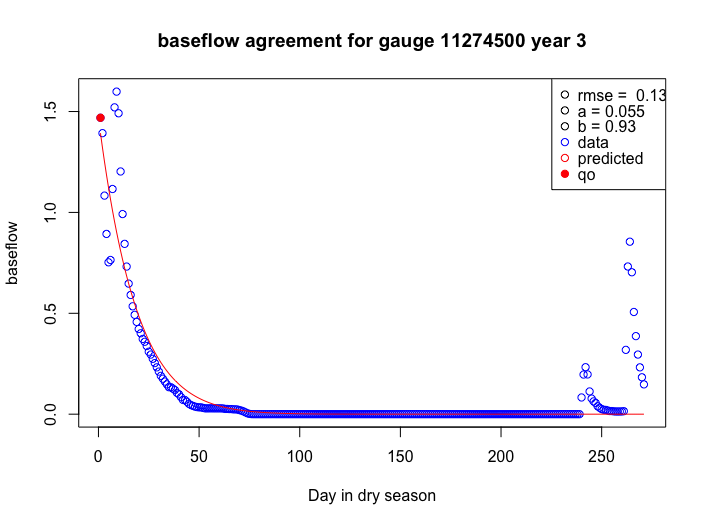 baseflow agreement for gauge 11274500 year 3
rmse = 0.13
a = 0.055
b = 0.93
data
predicted
qo
baseflow
1.5
1.0
0.5
0.0
0 50 100 150 200 250
Day in dry season